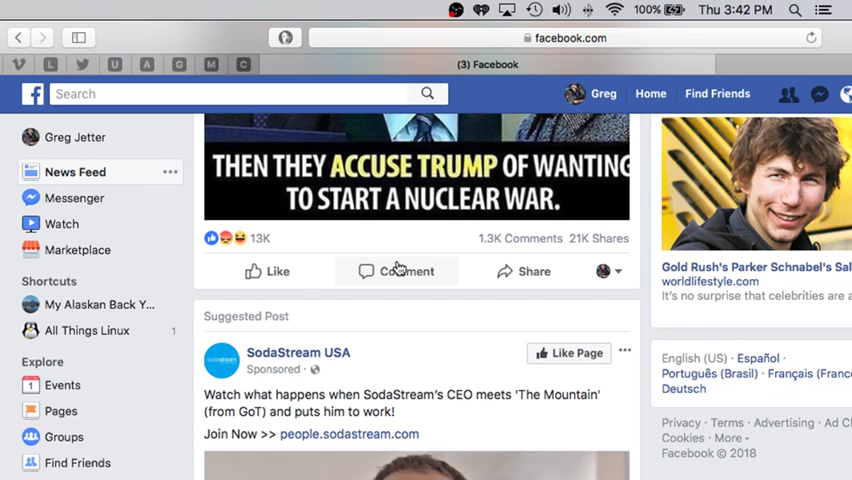 100% Thu 3:42 PM
facebook.com
L U A G M C (3) Facebook
f Search Greg Home Find Friends
Greg Jetter
News Feed
Messenger
Watch
Marketplace
Shortcuts
My Alaskan Back Y...
All Things Linux 1
Explore
1 Events
Pages
Groups
Find Friends
THEN THEY ACCUSE TRUMP OF WANTING
TO START A NUCLEAR WAR.
13K 1.3K Comments 21K Shares
Like Comment Share
Suggested Post
sodastream
SodaStream USA
Sponsored ·
Like Page
Watch what happens when SodaStream's CEO meets 'The Mountain'
(from GoT) and puts him to work!
Join Now >> people.sodastream.com
Gold Rush's Parker Schnabel's Sal
worldlifestyle.com
It's no surprise that celebrities are a
English (US) · Español ·
Português (Brasil) · Français (Franc
Deutsch
Privacy · Terms · Advertising · Ad C
Cookies · More
Facebook © 2018